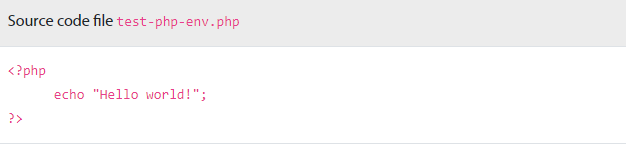 Source code file test-php-env.php
<?php
echo "Hello world!";
?>